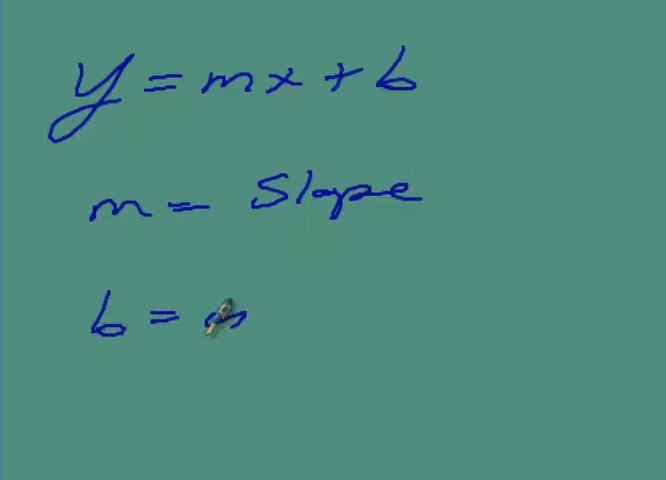 y = mx + b
m = Slope
b =